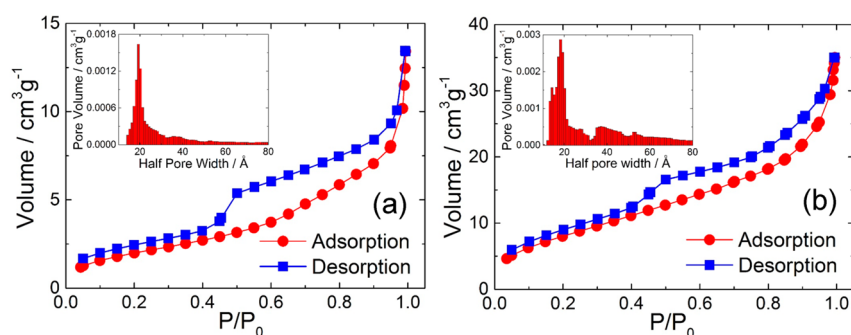 0.0018
0.0012
0.0006
0.0000
20 40 60 80
Half Pore Width / Å
Pore Volume / cm³g⁻¹
15
10
5
0
Volume / cm³g⁻¹
(a)
Adsorption
Desorption
0.0 0.2 0.4 0.6 0.8 1.0
P/P₀
0.003
0.002
0.001
0.000
20 40 60 80
Half pore width / Å
Pore Volume / cm³g⁻¹
40
30
20
10
0
Volume / cm³g⁻¹
(b)
Adsorption
Desorption
0.0 0.2 0.4 0.6 0.8 1.0
P/P₀